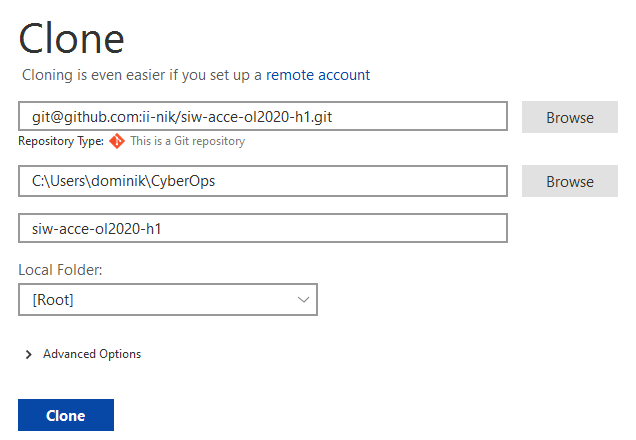 Clone
Cloning is even easier if you set up a remote account
git@github.com:ii-nik/siw-acce-ol2020-h1.git
Browse
Repository Type: This is a Git repository
C:\Users\dominik\CyberOps
Browse
siw-acce-ol2020-h1
Local Folder:
[Root]
Advanced Options
Clone